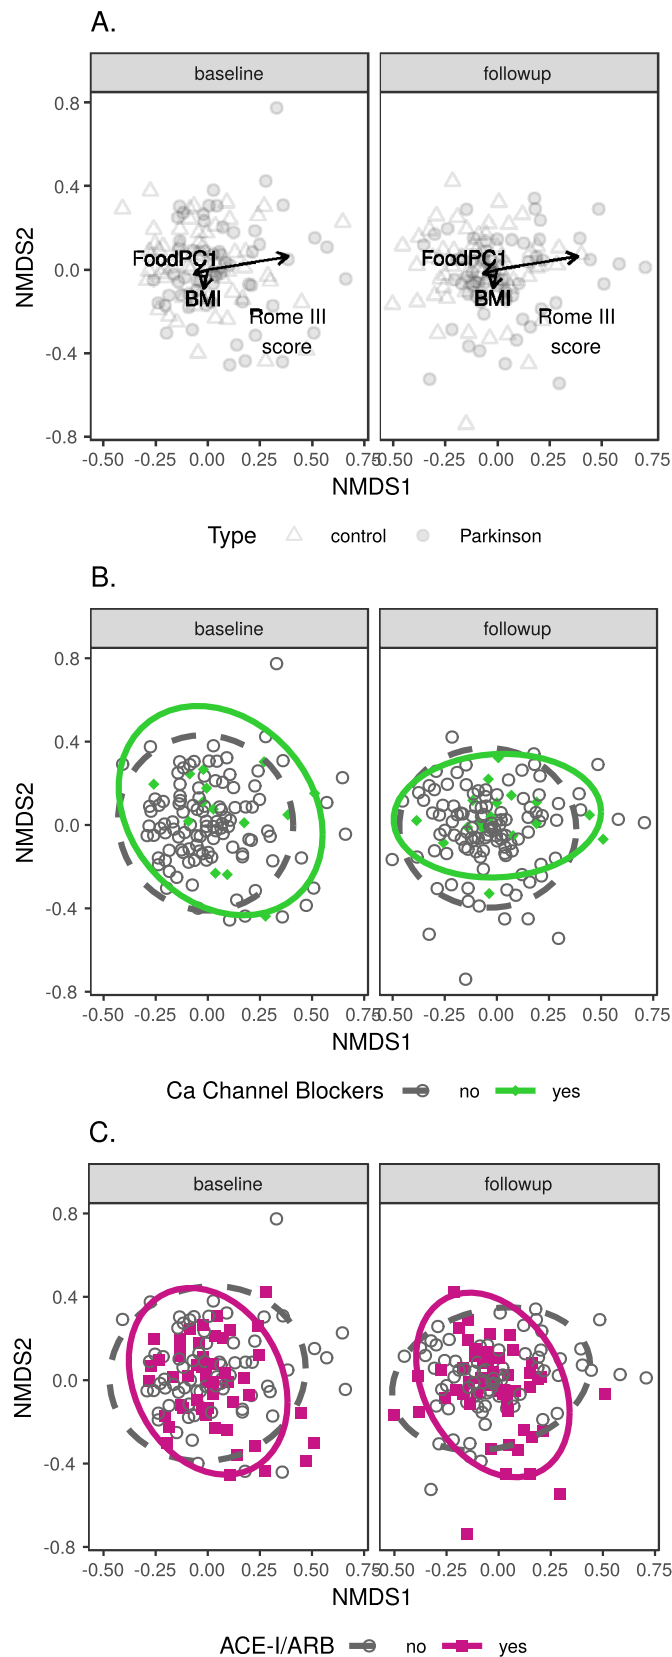 A.
baseline followup
0.8
0.4
0.0
-0.4
-0.8
NMDS2
FoodPC1 FoodPC1
BMI BMI
Rome III Rome III
score score
-0.50 -0.25 0.00 0.25 0.50 0.75 -0.50 -0.25 0.00 0.25 0.50 0.75
NMDS1
Type control Parkinson
B.
baseline followup
0.8
0.4
0.0
-0.4
-0.8
NMDS2
-0.50 -0.25 0.00 0.25 0.50 0.75 -0.50 -0.25 0.00 0.25 0.50 0.75
NMDS1
Ca Channel Blockers no yes
C.
baseline followup
0.8
0.4
0.0
-0.4
-0.8
NMDS2
-0.50 -0.25 0.00 0.25 0.50 0.75 -0.50 -0.25 0.00 0.25 0.50 0.75
NMDS1
ACE-I/ARB no yes